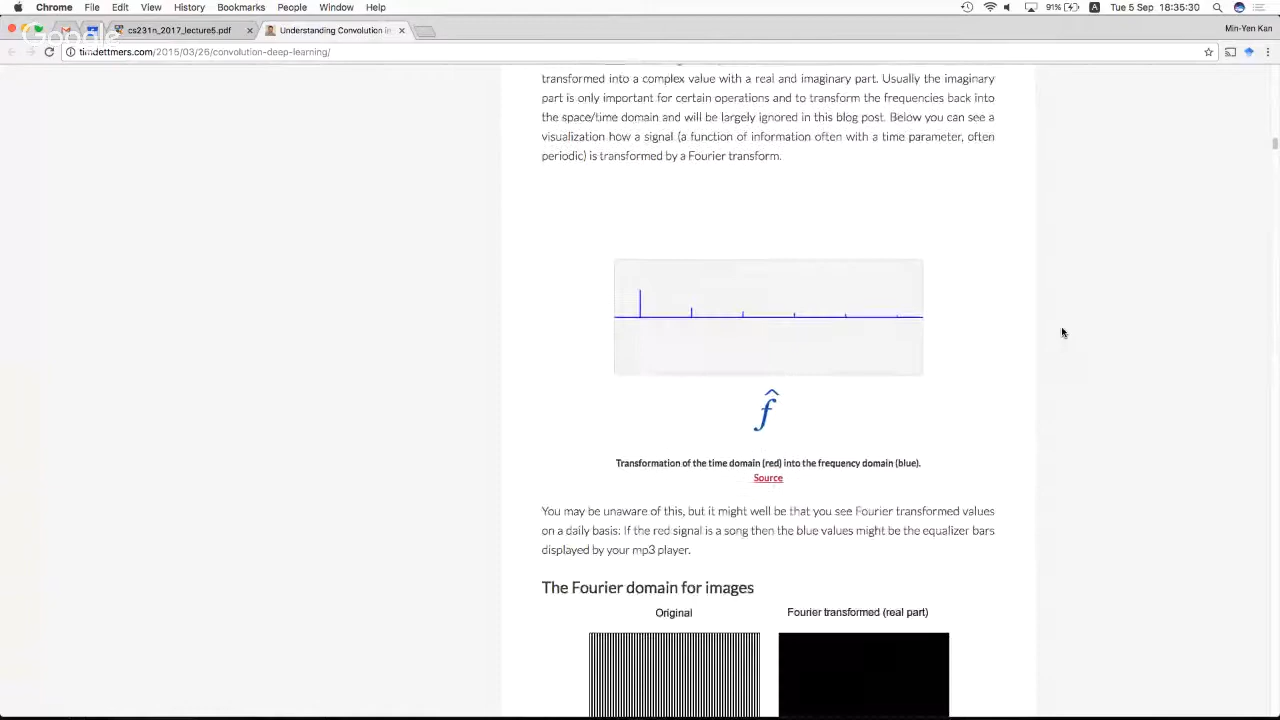 Chrome File Edit View History Bookmarks People Window Help 91% A Tue 5 Sep 18:35:30
cs231n_2017_lecture5.pdf × Understanding Convolution in × Min-Yen Kan
Google
timdettmers.com/2015/03/26/convolution-deep-learning/
transformed into a complex value with a real and imaginary part. Usually the imaginary
part is only important for certain operations and to transform the frequencies back into
the space/time domain and will be largely ignored in this blog post. Below you can see a
visualization how a signal (a function of information often with a time parameter, often
periodic) is transformed by a Fourier transform.
f̂
Transformation of the time domain (red) into the frequency domain (blue).
Source
You may be unaware of this, but it might well be that you see Fourier transformed values
on a daily basis: If the red signal is a song then the blue values might be the equalizer bars
displayed by your mp3 player.
The Fourier domain for images
Original Fourier transformed (real part)